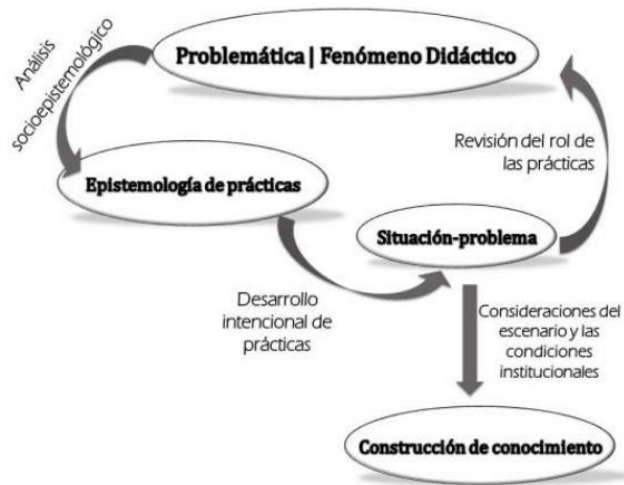 Problemática | Fenómeno Didáctico
Análisis
socioepistemológico
Revisión del rol de
las prácticas
Epistemología de prácticas
Situación-problema
Desarrollo
intencional de
prácticas
Consideraciones del
escenario y las
condiciones
institucionales
Construcción de conocimiento